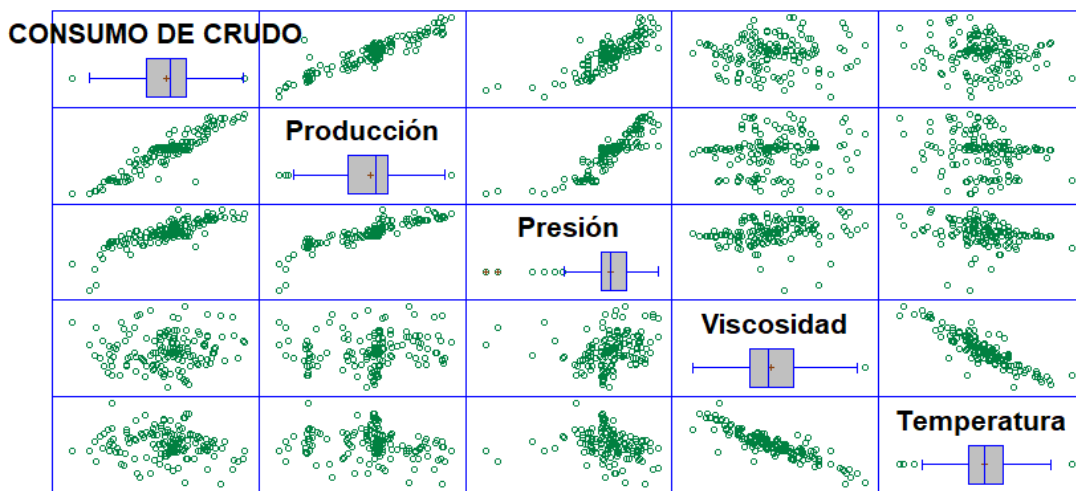 CONSUMO DE CRUDO
Producción
Presión
Viscosidad
Temperatura